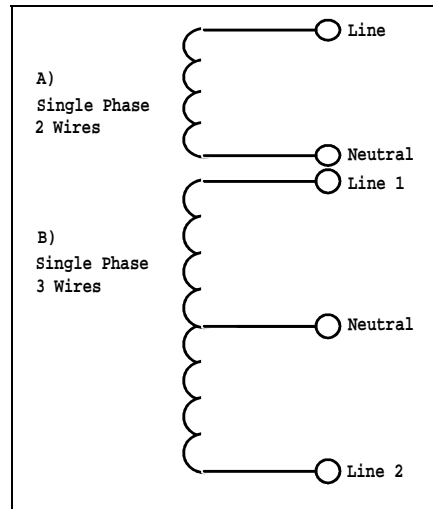 Line
A)
Single Phase
2 Wires
Neutral
Line 1
B)
Single Phase
3 Wires
Neutral
Line 2